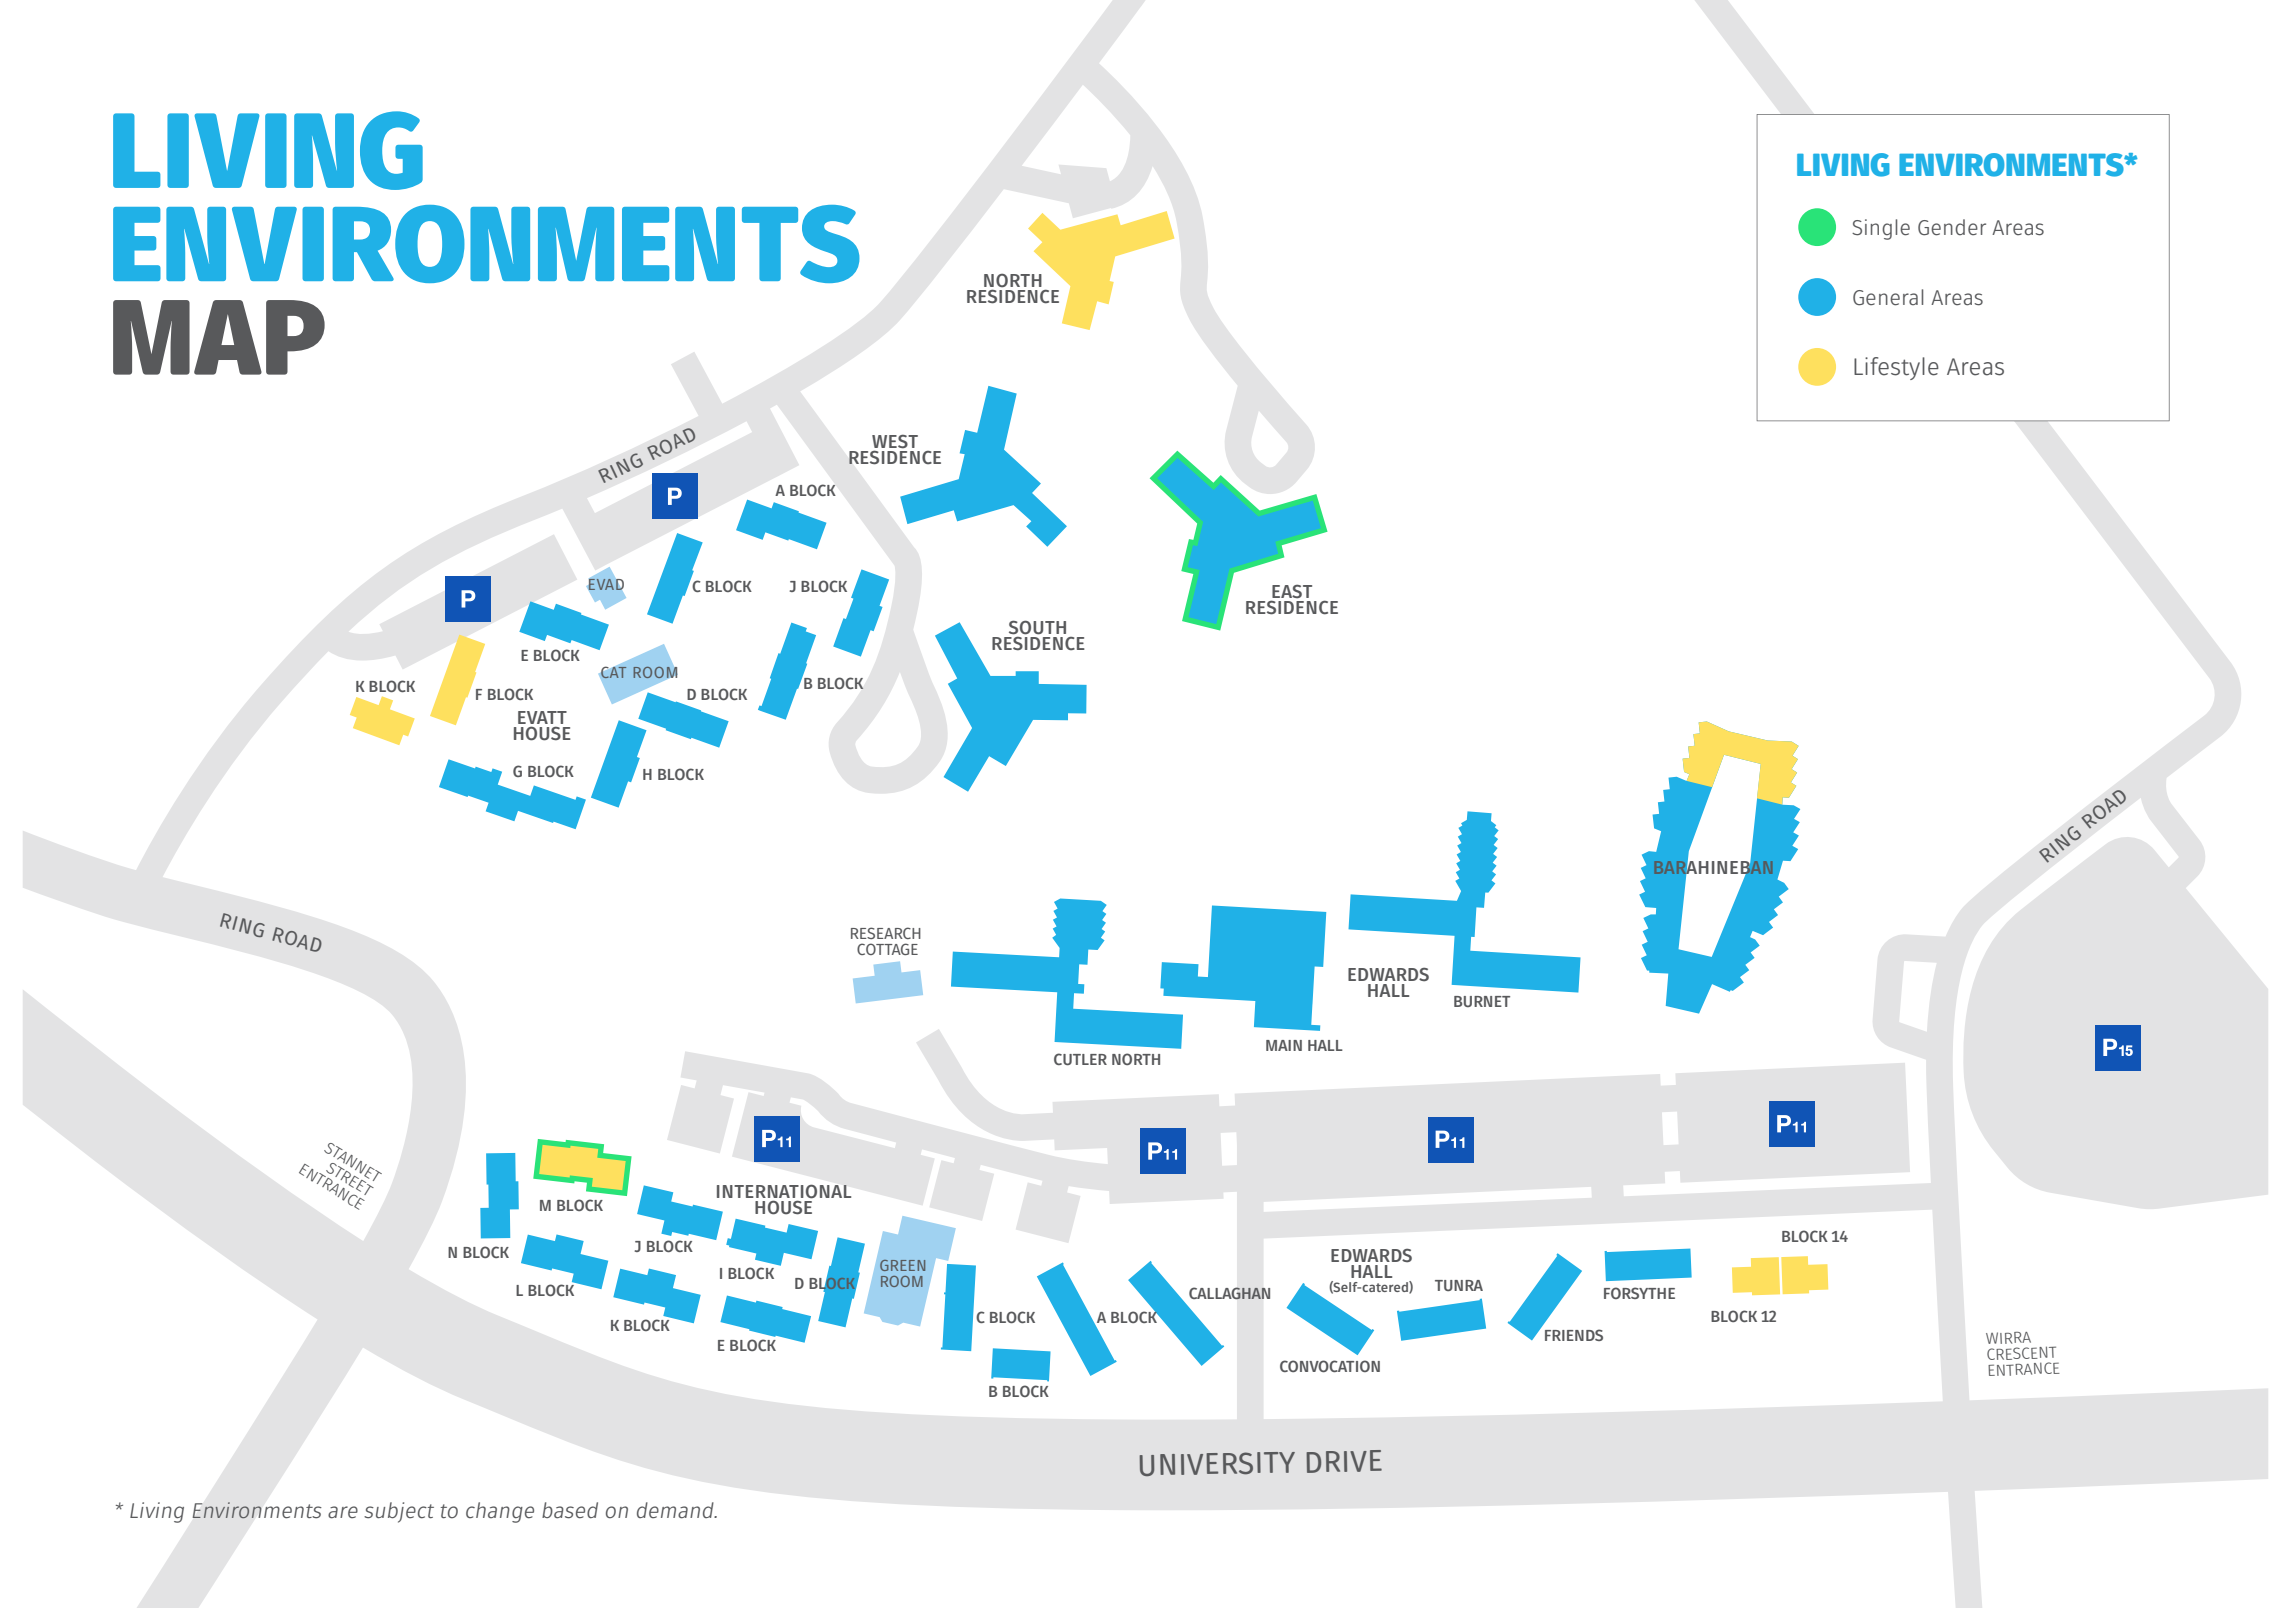 LIVING
ENVIRONMENTS
MAP
LIVING ENVIRONMENTS*
Single Gender Areas
General Areas
Lifestyle Areas
NORTH
RESIDENCE
RING ROAD
WEST
RESIDENCE
P
A BLOCK
EVAD
C BLOCK
J BLOCK
P
EAST
RESIDENCE
SOUTH
RESIDENCE
E BLOCK
CAT ROOM
K BLOCK
F BLOCK
D BLOCK
B BLOCK
EVATT
HOUSE
G BLOCK
H BLOCK
RING ROAD
BARAHINEBAN
RING ROAD
RESEARCH
COTTAGE
EDWARDS
HALL
BURNET
MAIN HALL
CUTLER NORTH
P15
P11
P11
P11
P11
STANNET
STREET
ENTRANCE
M BLOCK
INTERNATIONAL
HOUSE
N BLOCK
J BLOCK
I BLOCK
L BLOCK
D BLOCK
GREEN
ROOM
K BLOCK
E BLOCK
C BLOCK
A BLOCK
B BLOCK
CALLAGHAN
EDWARDS
HALL
(Self-catered)
TUNRA
CONVOCATION
FRIENDS
FORSYTHE
BLOCK 14
BLOCK 12
WIRRA
CRESCENT
ENTRANCE
UNIVERSITY DRIVE
* Living Environments are subject to change based on demand.